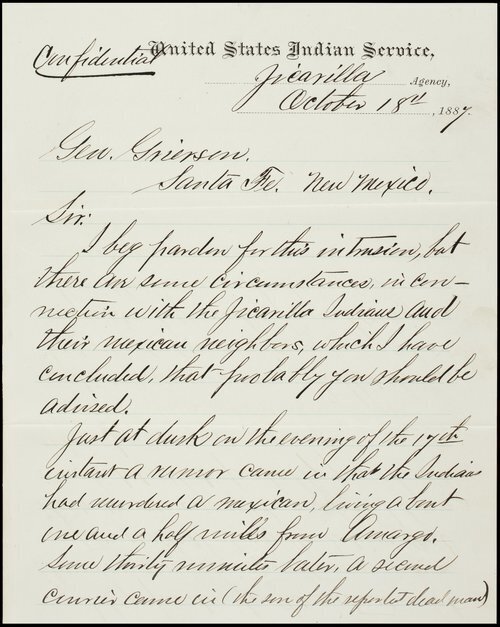 Confidential United States Indian Service,
Jicarilla Agency,
October 18th, 1887.
Gen. Grierson.
Santa Fe. New Mexico.
Sir:
I beg pardon for this intrusion, but
there are some circumstances, in con-
nection with the Jicarilla Indians and
their mexican neighbors, which I have
concluded, that probably you should be
advised.
Just at dusk on the evening of the 17th
instant a rumor came in that the Indians
had murdered a mexican, living about
one and a half miles from Amargo.
Some thirty minutes later, a second
courier came in (the son of the reported dead man)